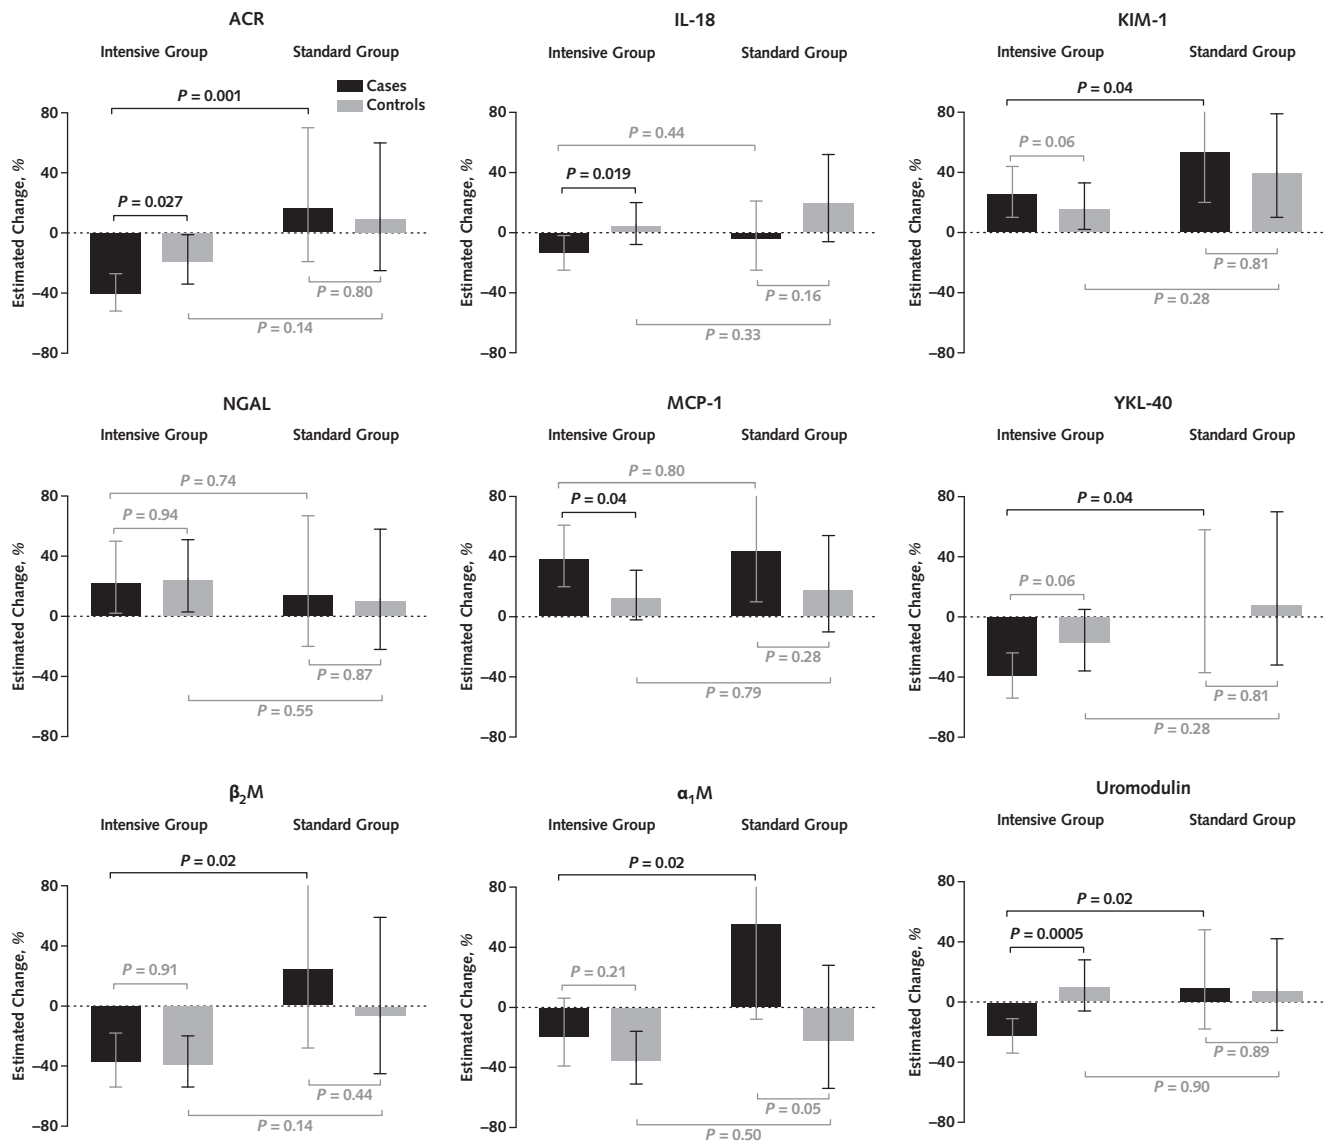 ACR
Intensive Group Standard Group
Cases
Controls
P = 0.001
P = 0.027
P = 0.80
P = 0.14
Estimated Change, %
80
40
0
–40
–80
IL-18
Intensive Group Standard Group
P = 0.44
P = 0.019
P = 0.16
P = 0.33
Estimated Change, %
80
40
0
–40
–80
KIM-1
Intensive Group Standard Group
P = 0.04
P = 0.06
P = 0.81
P = 0.28
Estimated Change, %
80
40
0
–40
–80
NGAL
Intensive Group Standard Group
P = 0.74
P = 0.94
P = 0.87
P = 0.55
Estimated Change, %
80
40
0
–40
–80
MCP-1
Intensive Group Standard Group
P = 0.80
P = 0.04
P = 0.28
P = 0.79
Estimated Change, %
80
40
0
–40
–80
YKL-40
Intensive Group Standard Group
P = 0.04
P = 0.06
P = 0.81
P = 0.28
Estimated Change, %
80
40
0
–40
–80
β₂M
Intensive Group Standard Group
P = 0.02
P = 0.91
P = 0.44
P = 0.14
Estimated Change, %
80
40
0
–40
–80
α₁M
Intensive Group Standard Group
P = 0.02
P = 0.21
P = 0.05
P = 0.50
Estimated Change, %
80
40
0
–40
–80
Uromodulin
Intensive Group Standard Group
P = 0.02
P = 0.0005
P = 0.89
P = 0.90
Estimated Change, %
80
40
0
–40
–80